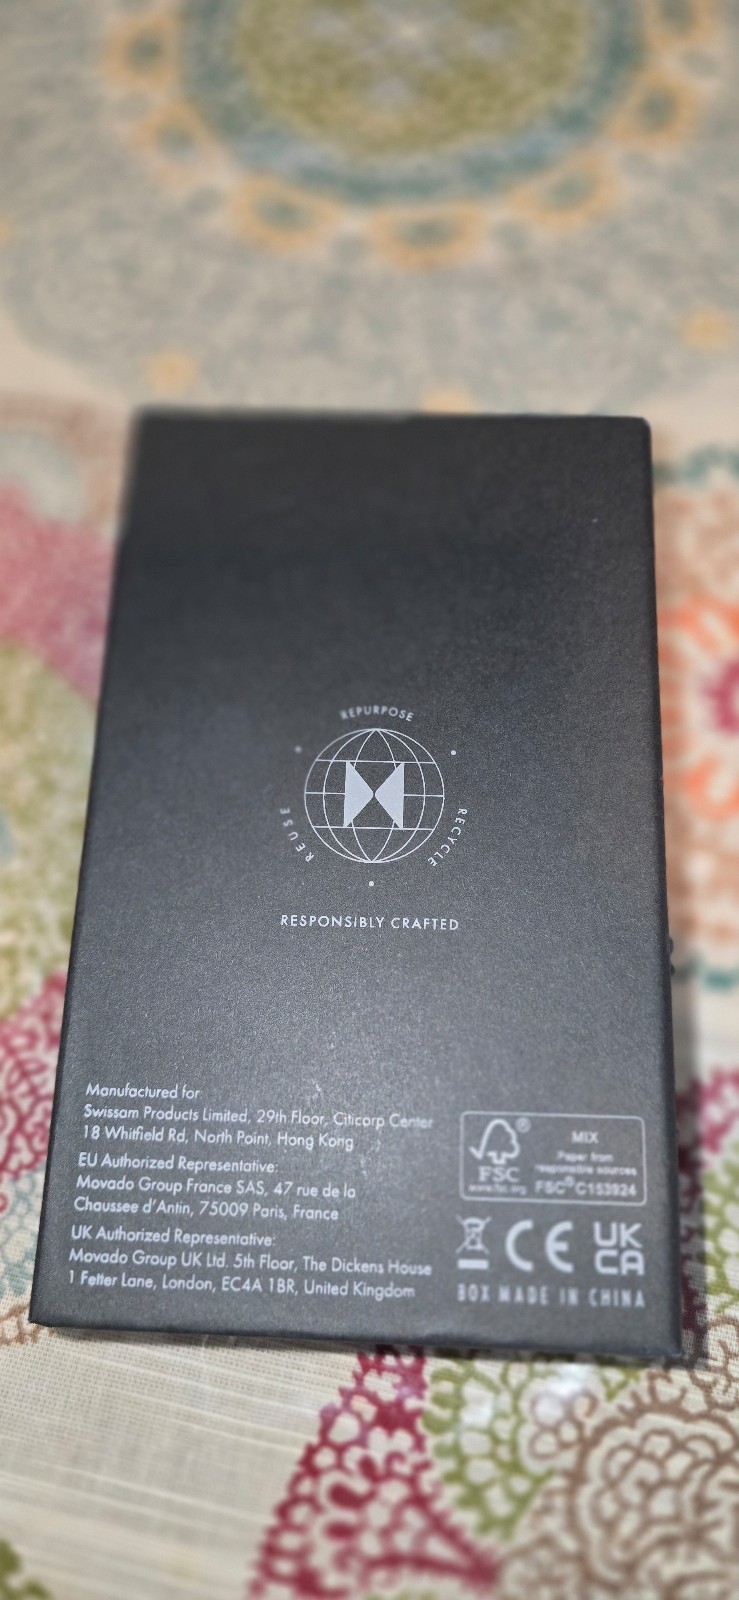 REPURPOSE
REUSE
RECYCLE
RESPONSIBLY CRAFTED
Manufactured for
Swissam Products Limited, 29th Floor, Citicorp Center
18 Whitfield Rd, North Point, Hong Kong
EU Authorized Representative:
Movado Group France SAS, 47 rue de la
Chaussee d'Antin, 75009 Paris, France
UK Authorized Representative:
Movado Group UK Ltd. 5th Floor, The Dickens House
1 Fetter Lane, London, EC4A 1BR, United Kingdom
®
FSC
www.fsc.org
MIX
Paper from
responsible sources
FSC® C153924
CE
UK
CA
BOX MADE IN CHINA